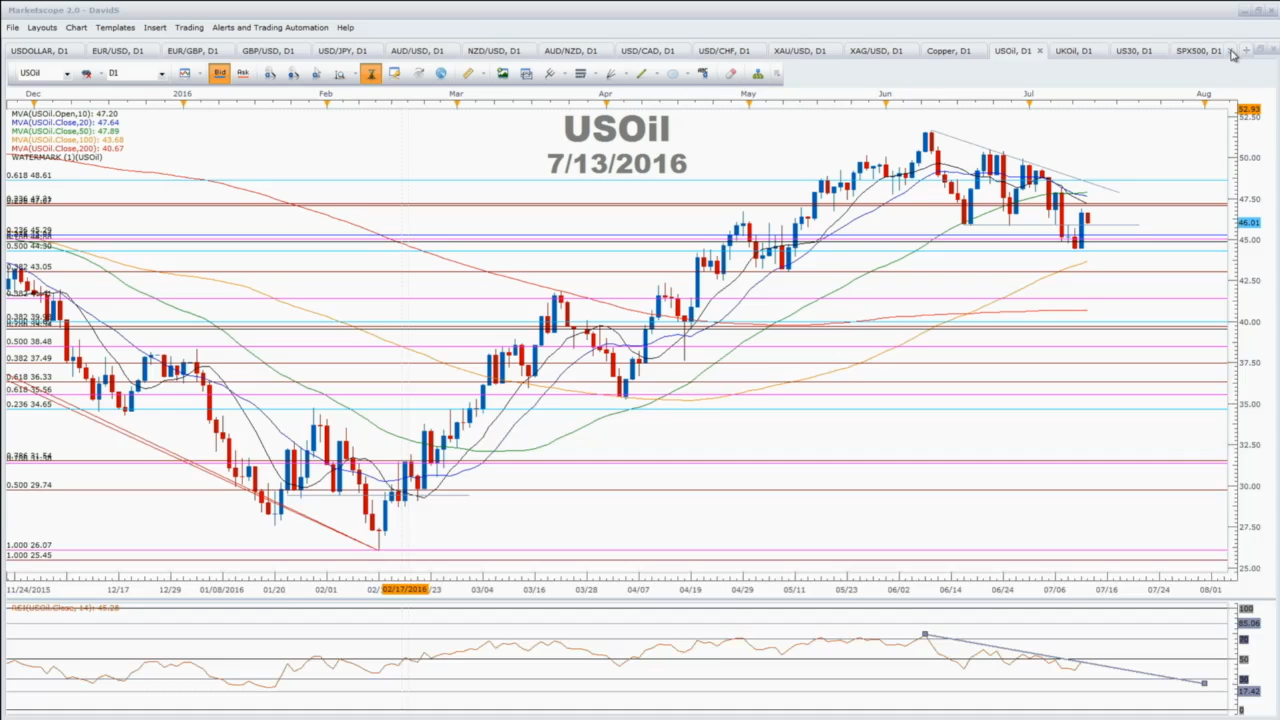 Marketscope 2.0 - DavidS
File Layouts Chart Templates Insert Trading Alerts and Trading Automation Help
USDOLLAR, D1 EUR/USD, D1 EUR/GBP, D1 GBP/USD, D1 USD/JPY, D1 AUD/USD, D1 NZD/USD, D1 AUD/NZD, D1 USD/CAD, D1 USD/CHF, D1 XAU/USD, D1 XAG/USD, D1 Copper, D1 USOil, D1 UKOil, D1 US30, D1 SPX500, D1
USOil D1 Bid Ask
Dec 2016 Feb Mar Apr May Jun Jul Aug
MVA(USOil.Open,10): 47.20
MVA(USOil.Close,20): 47.64
MVA(USOil.Close,50): 47.89
MVA(USOil.Close,100): 43.68
MVA(USOil.Close,200): 40.67
WATERMARK (1)(USOil)
USOil
7/13/2016
52.93
52.50
50.00
47.50
46.01
45.00
42.50
40.00
37.50
35.00
32.50
30.00
27.50
25.00
0.618 48.61
0.236 45.29
0.500 44.30
0.382 43.05
0.500 38.48
0.382 37.49
0.618 36.33
0.618 35.56
0.236 34.65
0.500 29.74
1.000 26.07
1.000 25.45
11/24/2015 12/17 12/29 01/08/2016 01/20 02/01 02/17/2016 03/04 03/16 03/28 04/07 04/19 04/29 05/11 05/23 06/02 06/14 06/24 07/06 07/16 07/24 08/01
RSI(USOil.Close, 14): 45.28
100
85.06
70
50
30
17.42
0